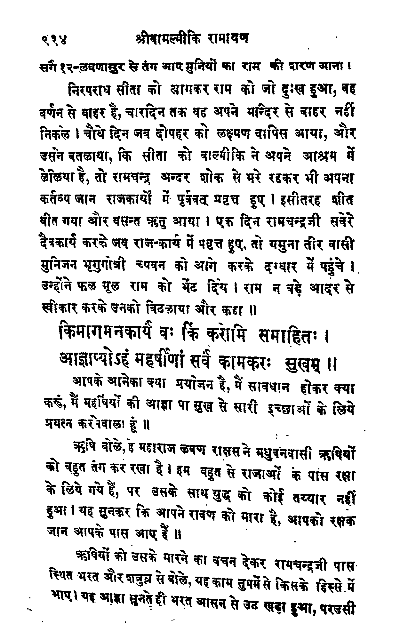 ९१४ श्रीवाल्मीकि रामायण
सर्ग १२-लवणासुर से तंग आए मुनियों का राम की शरण आना।
निरपराध सीता को त्यागकर राम को जो दुःख हुआ, वह
वर्णन से बाहर है, चारदिन तक वह अपने मान्दिर से बाहर नहीं
निकले । चौथे दिन जब दोपहर को लक्ष्मण वापिस आया, और
उसने बतलाया, कि सीता को वाल्मीकि ने अपने आश्रम में
लेलिया है, तो रामचन्द्र अन्दर शोक से भरे रहकर भी अपना
कर्तव्य जान राजकार्यों में पूर्ववत् प्रवृत्त हुए । इसीतरह शीत
बीत गया और वसन्त ऋतु आया । एक दिन रामचन्द्रजी सवेरे
दैवकार्य करके जब राज-कार्य में प्रवृत्त हुए, तो यमुना तीर वासी
मुनिजन भृगुगोत्री च्यवन को आगे करके दरबार में पहुंचे ।
उन्होंने फल मूल राम को भेंट दिये । राम न बड़े आदर से
स्वीकार करके उनको बिठलाया और कहा ॥
किमागमनकार्यं वः किं करोमि समाहितः ।
आज्ञाप्योऽहं महर्षीणां सर्व कामकरः सुखम् ॥
आपके आनेका क्या प्रयोजन है, मैं सावधान होकर क्या
करूं, मैं महर्षियों की आज्ञा पा सुख से सारी इच्छाओं के लिये
प्रयत्न करनेवाला हूं ॥
ऋषि बोले, हे महाराज लवण राक्षस ने मधुवनवासी ऋषियों
को बहुत तंग कर रखा है । हम बहुत से राजाओं के पास रक्षा
के लिये गये हैं, पर उसके साथ युद्ध को कोई तय्यार नहीं
हुआ । यह सुनकर कि आपने रावण को मारा है, आपको रक्षक
जान आपके पास आए हैं ॥
ऋषियों को उसके मारने का वचन देकर रामचन्द्रजी पास
स्थित भरत और शत्रुघ्न से बोले, यह काम तुममें से किसके हिस्से में
आए । यह आज्ञा सुनते ही भरत आसन से उठ खड़ा हुआ, पर